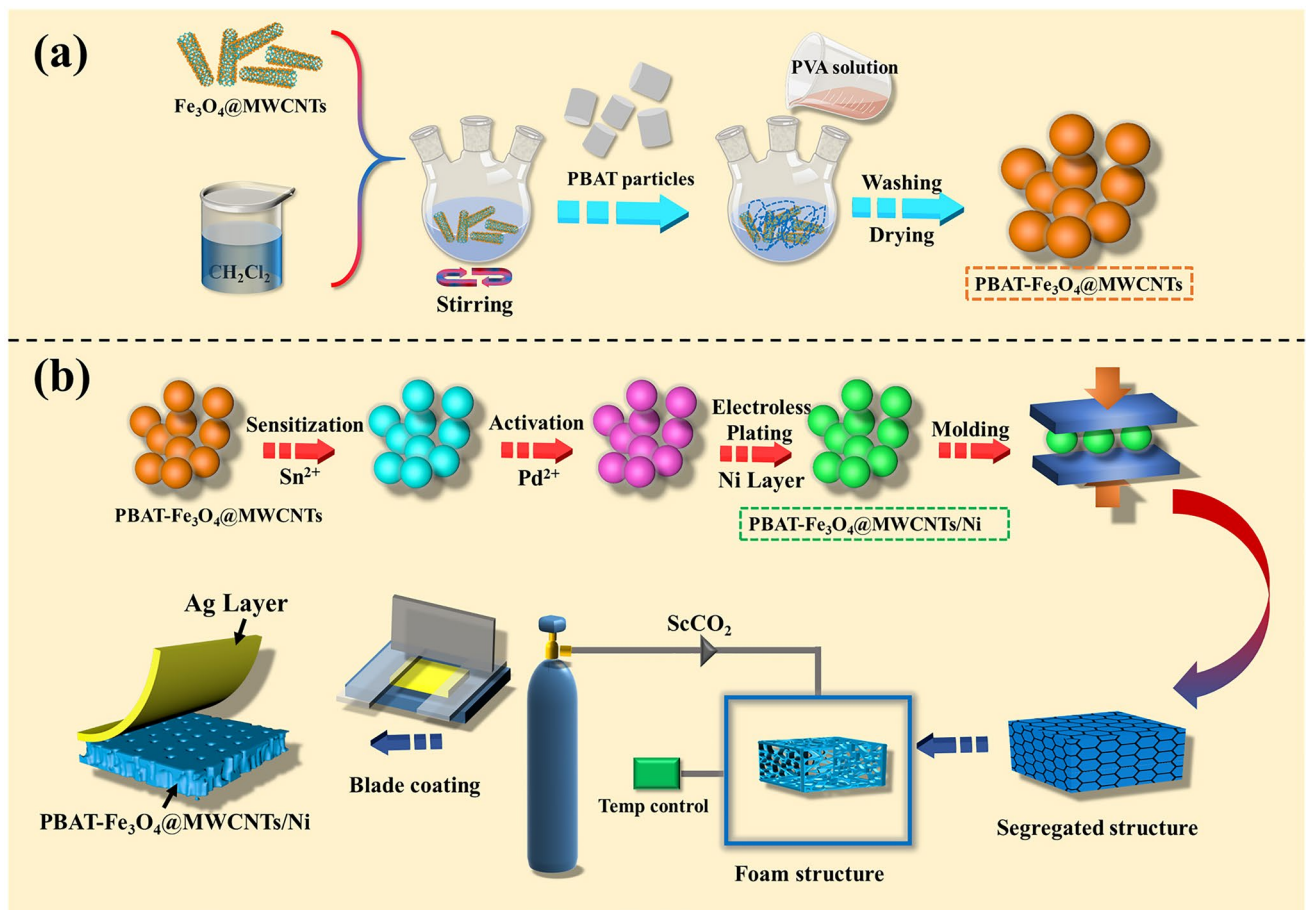 (a)
Fe₃O₄@MWCNTs
CH₂Cl₂
Stirring
PBAT particles
PVA solution
Washing
Drying
PBAT-Fe₃O₄@MWCNTs
(b)
PBAT-Fe₃O₄@MWCNTs
Sensitization
Sn²⁺
Activation
Pd²⁺
Electroless
Plating
Ni Layer
PBAT-Fe₃O₄@MWCNTs/Ni
Molding
Segregated structure
ScCO₂
Temp control
Foam structure
Blade coating
Ag Layer
PBAT-Fe₃O₄@MWCNTs/Ni